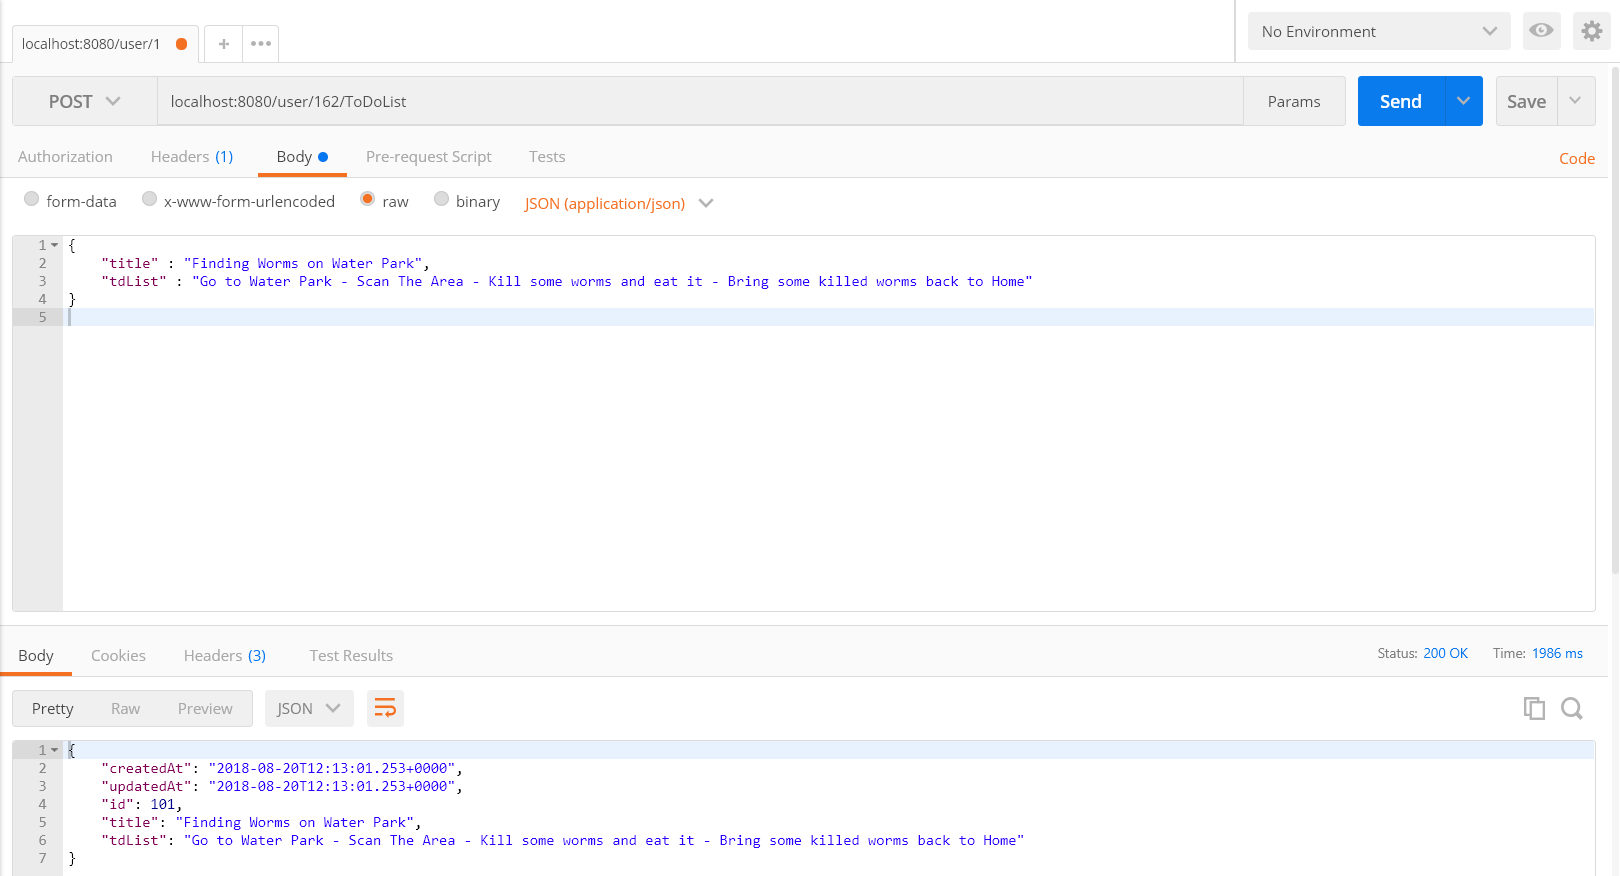 localhost:8080/user/1
+ •••
No Environment
POST
localhost:8080/user/162/ToDoList
Params
Send
Save
Authorization
Headers (1)
Body
Pre-request Script
Tests
Code
form-data
x-www-form-urlencoded
raw
binary
JSON (application/json)
1 {
2 "title" : "Finding Worms on Water Park",
3 "tdList" : "Go to Water Park - Scan The Area - Kill some worms and eat it - Bring some killed worms back to Home"
4 }
5
Body
Cookies
Headers (3)
Test Results
Status: 200 OK
Time: 1986 ms
Pretty
Raw
Preview
JSON
1 {
2 "createdAt": "2018-08-20T12:13:01.253+0000",
3 "updatedAt": "2018-08-20T12:13:01.253+0000",
4 "id": 101,
5 "title": "Finding Worms on Water Park",
6 "tdList": "Go to Water Park - Scan The Area - Kill some worms and eat it - Bring some killed worms back to Home"
7 }